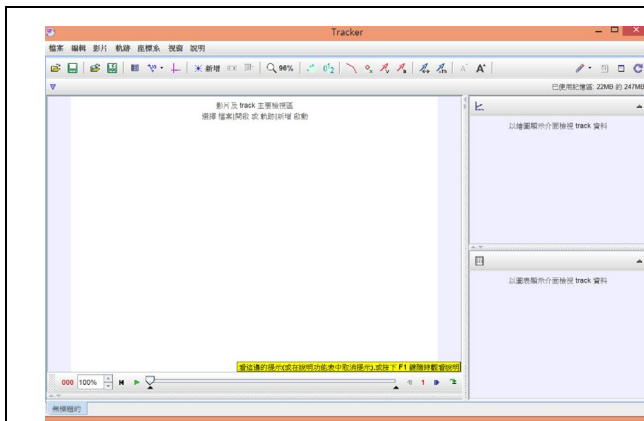 Tracker
檔案 編輯 影片 軌跡 座標系 視窗 說明
新增 96%
已使用記憶區: 22MB 的 247MB
影片及 track 主要檢視區
選擇 檔案|開啟 或 軌跡|新增 啟動
以繪圖顯示介面檢視 track 資料
以圖表顯示介面檢視 track 資料
看這邊的提示(或在說明功能表中取消提示),或按下 F1 鍵隨時觀看說明
000 100% 1
無標題的